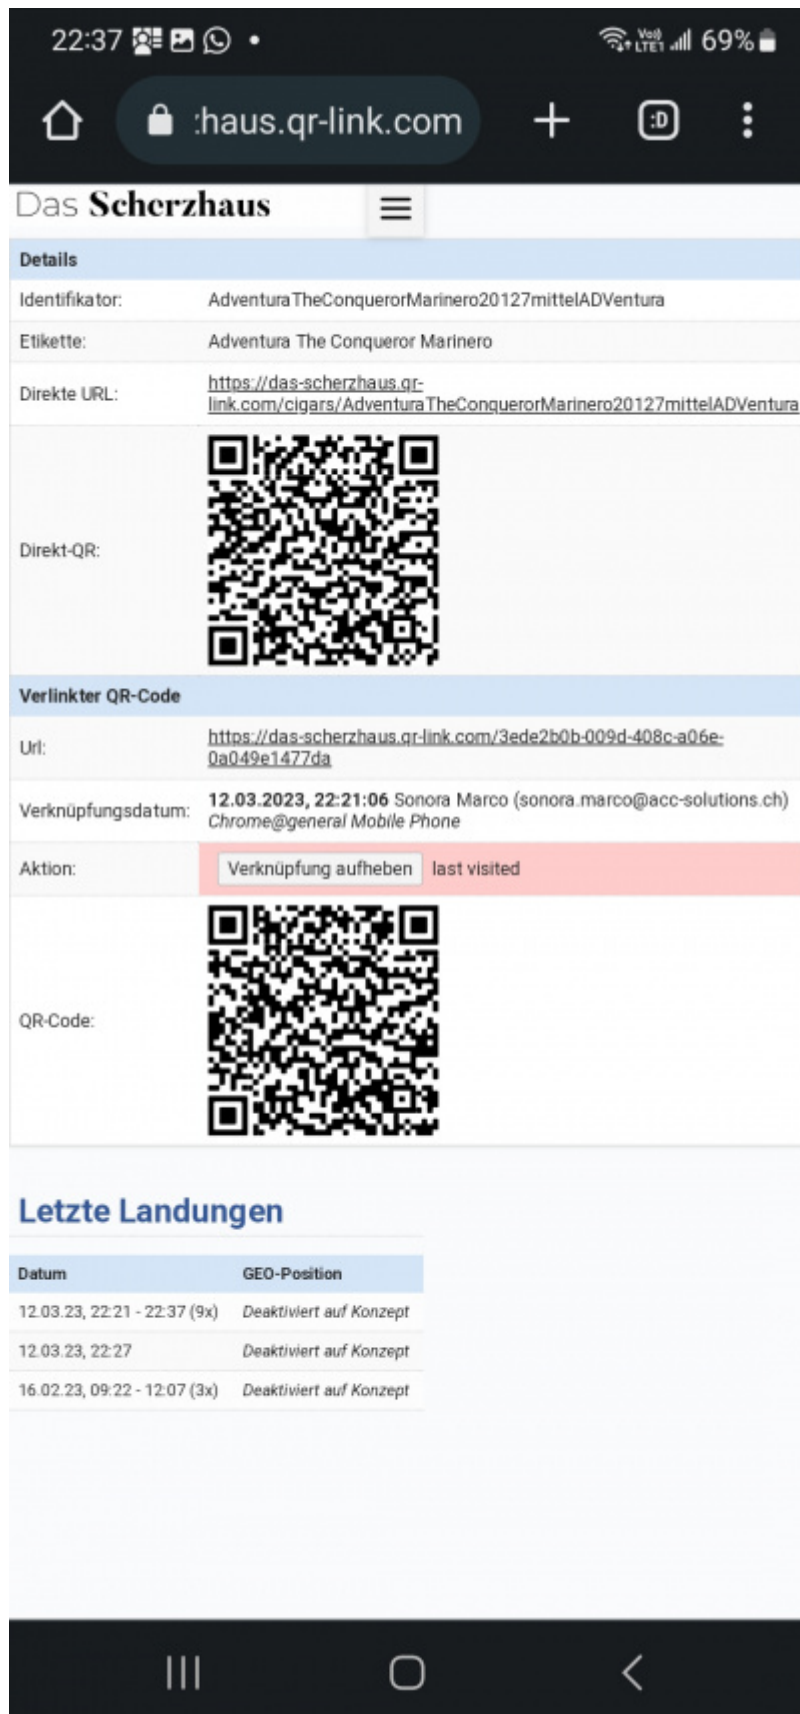 22:37
Voo) LTE1 69%
:haus.qr-link.com
:D
Das Scherzhaus
Details
Identifikator: AdventuraTheConquerorMarinero20127mittelADVentura
Etikette: Adventura The Conqueror Marinero
Direkte URL: https://das-scherzhaus.qr-
link.com/cigars/AdventuraTheConquerorMarinero20127mittelADVentura
Direkt-QR:
Verlinkter QR-Code
Url: https://das-scherzhaus.qr-link.com/3ede2b0b-009d-408c-a06e-
0a049e1477da
Verknüpfungsdatum: 12.03.2023, 22:21:06 Sonora Marco (sonora.marco@acc-solutions.ch)
Chrome@general Mobile Phone
Aktion: Verknüpfung aufheben last visited
QR-Code:
Letzte Landungen
Datum GEO-Position
12.03.23, 22:21 - 22:37 (9x) Deaktiviert auf Konzept
12.03.23, 22:27 Deaktiviert auf Konzept
16.02.23, 09:22 - 12:07 (3x) Deaktiviert auf Konzept